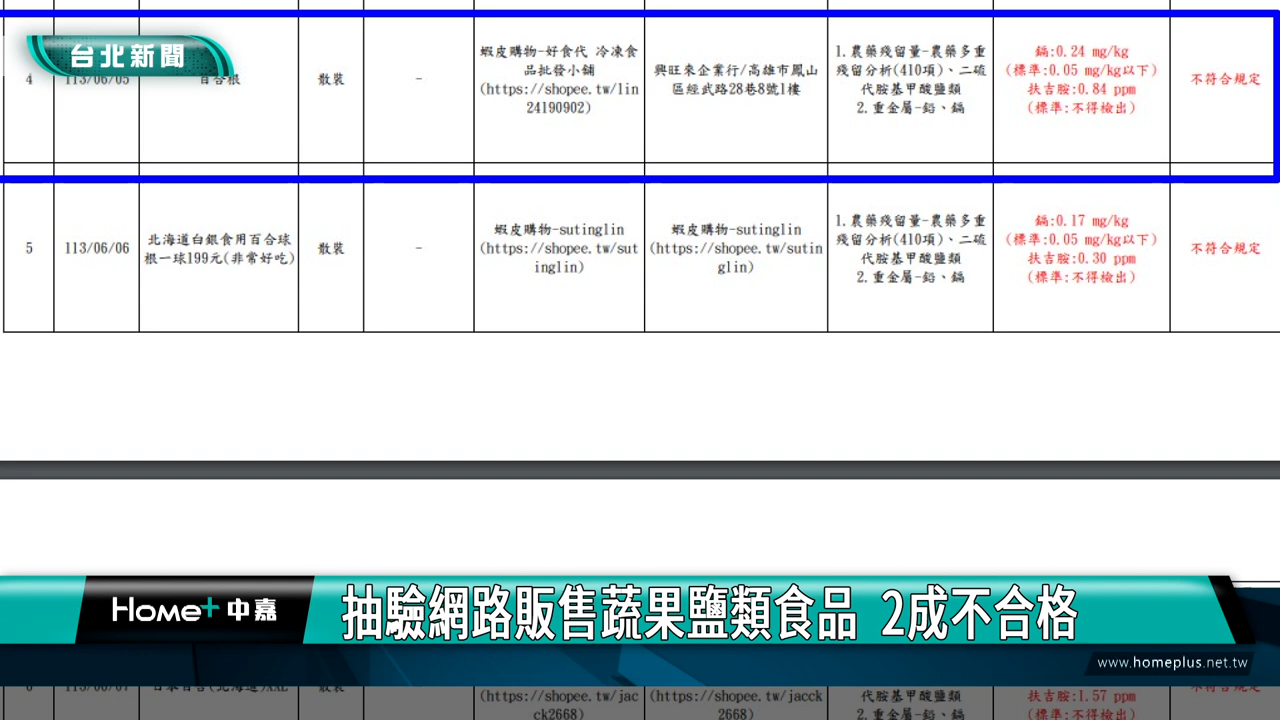 台北新聞
4
113/06/05
百合根
散裝
-
蝦皮購物-好食代 冷凍食
品批發小舖
(https://shopee.tw/lin
24190902)
興旺來企業行/高雄市鳳山
區經武路28巷8號1樓
1.農藥殘留量-農藥多重
殘留分析(410項)、二硫
代胺基甲酸鹽類
2.重金屬-鉛、鎘
鎘:0.24 mg/kg
(標準:0.05 mg/kg以下)
扶吉胺:0.84 ppm
(標準:不得檢出)
不符合規定
5
113/06/06
北海道白銀食用百合球
根一球199元(非常好吃)
散裝
-
蝦皮購物-sutinglin
(https://shopee.tw/sut
inglin)
蝦皮購物-sutinglin
(https://shopee.tw/sutin
glin)
1.農藥殘留量-農藥多重
殘留分析(410項)、二硫
代胺基甲酸鹽類
2.重金屬-鉛、鎘
鎘:0.17 mg/kg
(標準:0.05 mg/kg以下)
扶吉胺:0.30 ppm
(標準:不得檢出)
不符合規定
Home+中嘉
抽驗網路販售蔬果鹽類食品 2成不合格
www.homeplus.net.tw
(https://shopee.tw/jac
ck2668)
(https://shopee.tw/jacck
2668)
代胺基甲酸鹽類
2.重金屬-鉛、鎘
扶吉胺:1.57 ppm
(標準:不得檢出)